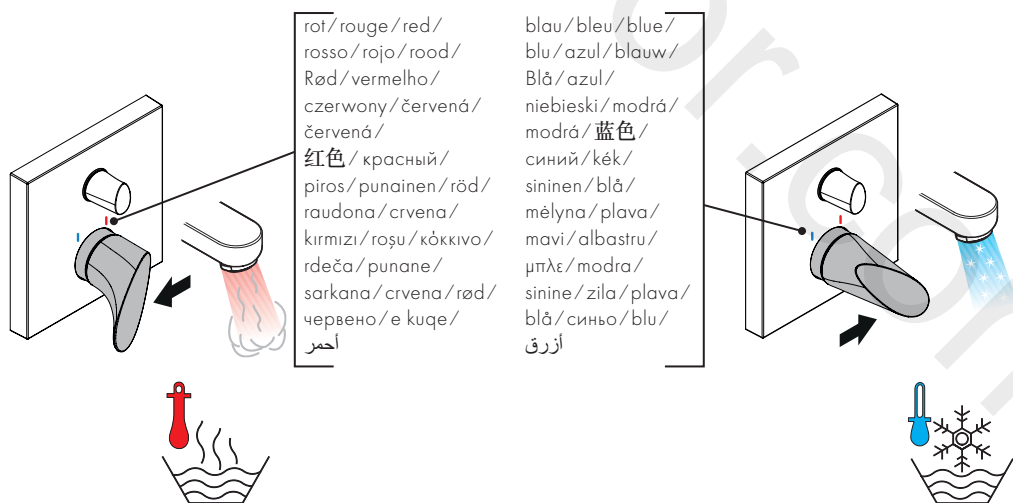 rot/rouge/red/
rosso/rojo/rood/
Rød/vermelho/
czerwony/červená/
červená/
红色/красный/
piros/punainen/röd/
raudona/crvena/
kırmızı/roşu/κόκκινο/
rdeča/punane/
sarkana/crvena/rød/
червено/e kuqe/
أحمر
blau/bleu/blue/
blu/azul/blauw/
Blå/azul/
niebieski/modrá/
modrá/蓝色/
синий/kék/
sininen/blå/
mėlyna/plava/
mavi/albastru/
μπλε/modra/
sinine/zila/plava/
blå/синьо/blu/
أزرق